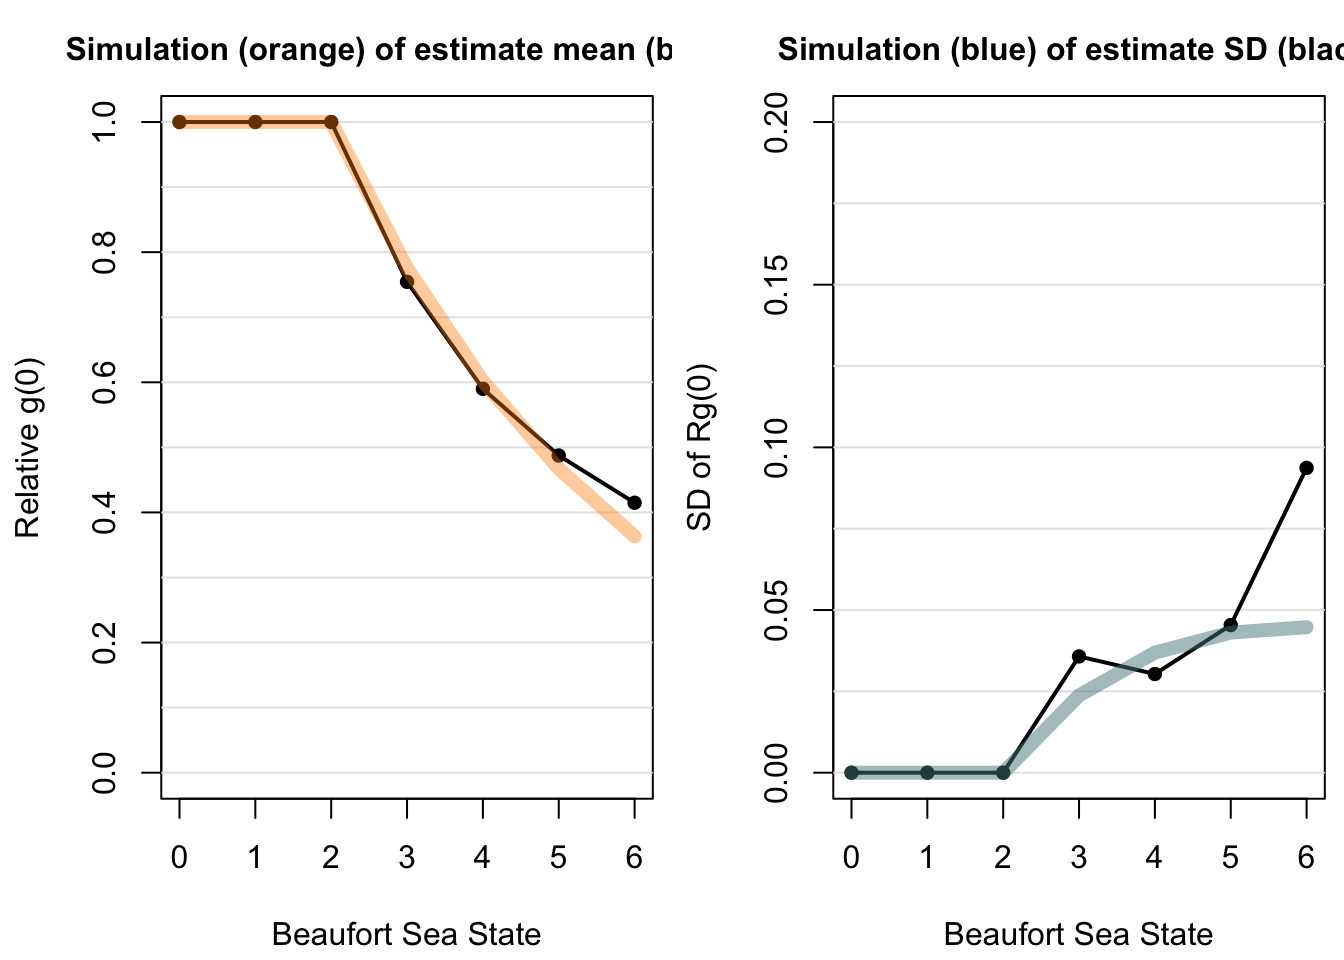 Simulation (orange) of estimate mean (b
Relative g(0)
1.0
0.8
0.6
0.4
0.2
0.0
0 1 2 3 4 5 6
Beaufort Sea State
Simulation (blue) of estimate SD (blac
SD of Rg(0)
0.20
0.15
0.10
0.05
0.00
0 1 2 3 4 5 6
Beaufort Sea State